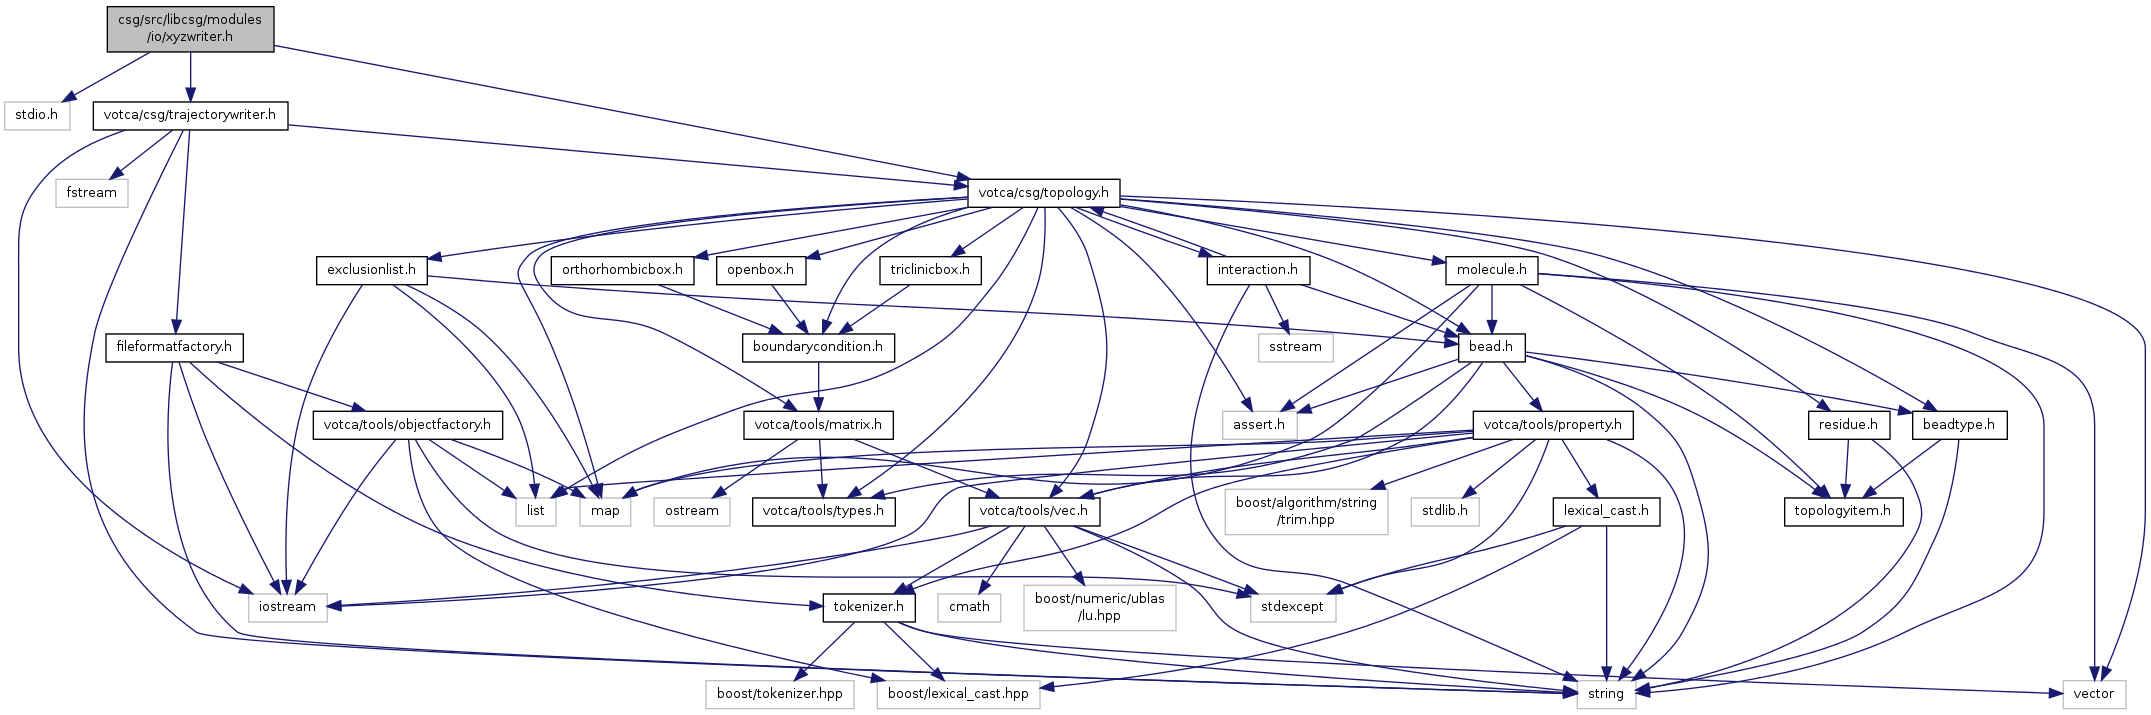 csg/src/libcsg/modules
/io/xyzwriter.h
stdio.h
votca/csg/trajectorywriter.h
fstream
votca/csg/topology.h
exclusionlist.h
orthorhombicbox.h
openbox.h
triclinicbox.h
interaction.h
molecule.h
fileformatfactory.h
boundarycondition.h
sstream
bead.h
votca/tools/objectfactory.h
votca/tools/matrix.h
assert.h
votca/tools/property.h
residue.h
beadtype.h
list
map
ostream
votca/tools/types.h
votca/tools/vec.h
boost/algorithm/string
/trim.hpp
stdlib.h
lexical_cast.h
topologyitem.h
iostream
tokenizer.h
cmath
boost/numeric/ublas
/lu.hpp
stdexcept
boost/tokenizer.hpp
boost/lexical_cast.hpp
string
vector